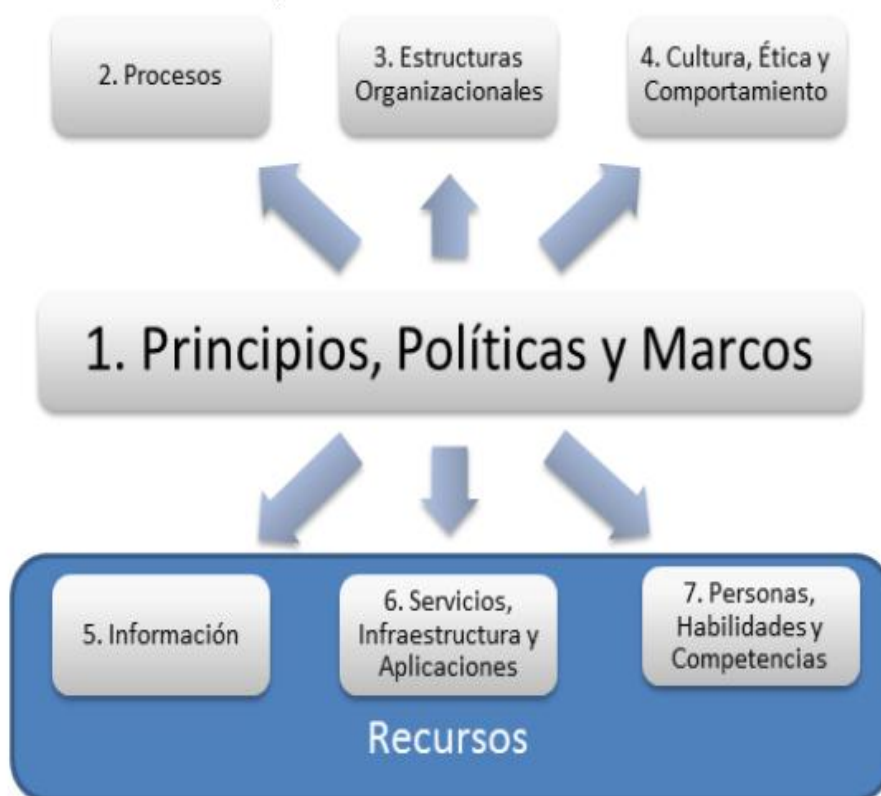 2. Procesos
3. Estructuras
Organizacionales
4. Cultura, Ética y
Comportamiento
1. Principios, Políticas y Marcos
5. Información
6. Servicios,
Infraestructura y
Aplicaciones
7. Personas,
Habilidades y
Competencias
Recursos